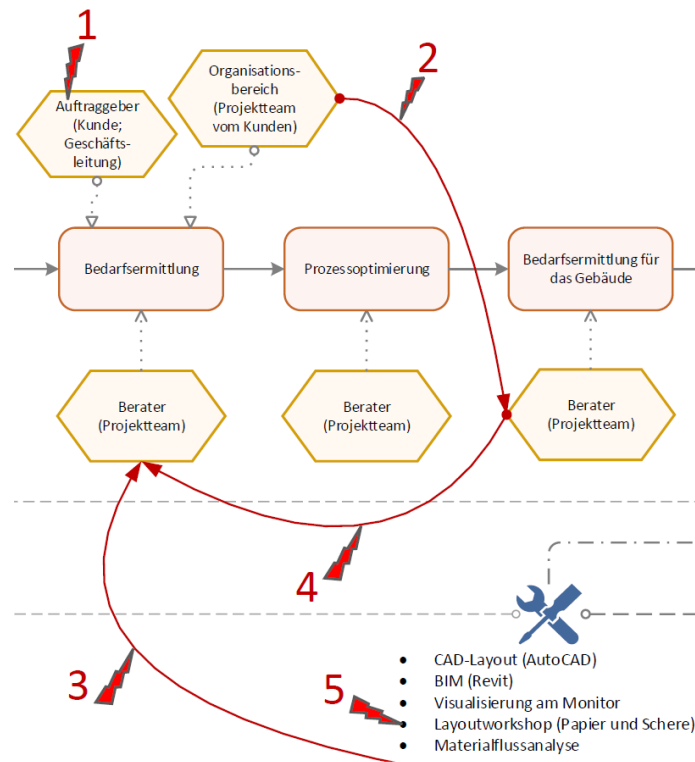 1
2
Auftraggeber
(Kunde;
Geschäfts-
leitung)
Organisations-
bereich
(Projektteam
vom Kunden)
Bedarfsermittlung
Prozessoptimierung
Bedarfsermittlung für
das Gebäude
Berater
(Projektteam)
Berater
(Projektteam)
Berater
(Projektteam)
4
3
5
• CAD-Layout (AutoCAD)
• BIM (Revit)
• Visualisierung am Monitor
• Layoutworkshop (Papier und Schere)
• Materialflussanalyse